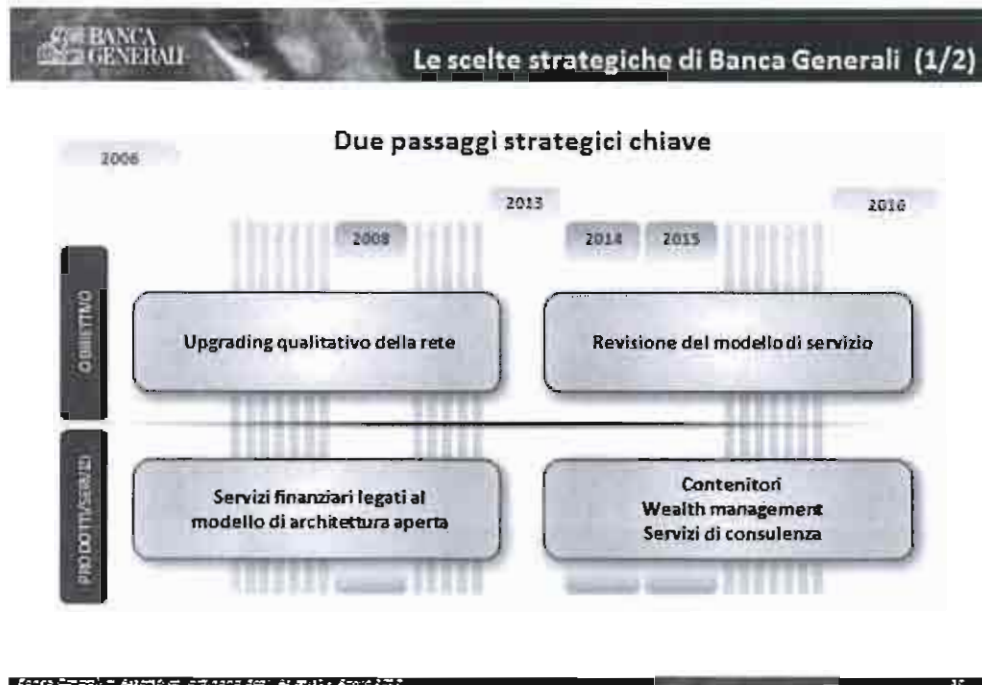 BANCA
GENERALI
Le scelte strategiche di Banca Generali (1/2)
Due passaggi strategici chiave
2006
2013
2016
2008
2014
2015
OBIETTIVO
Upgrading qualitativo della rete
Revisione del modello di servizio
PRODOTTI/SERVIZI
Servizi finanziari legati al
modello di architettura aperta
Contenitori
Wealth management
Servizi di consulenza